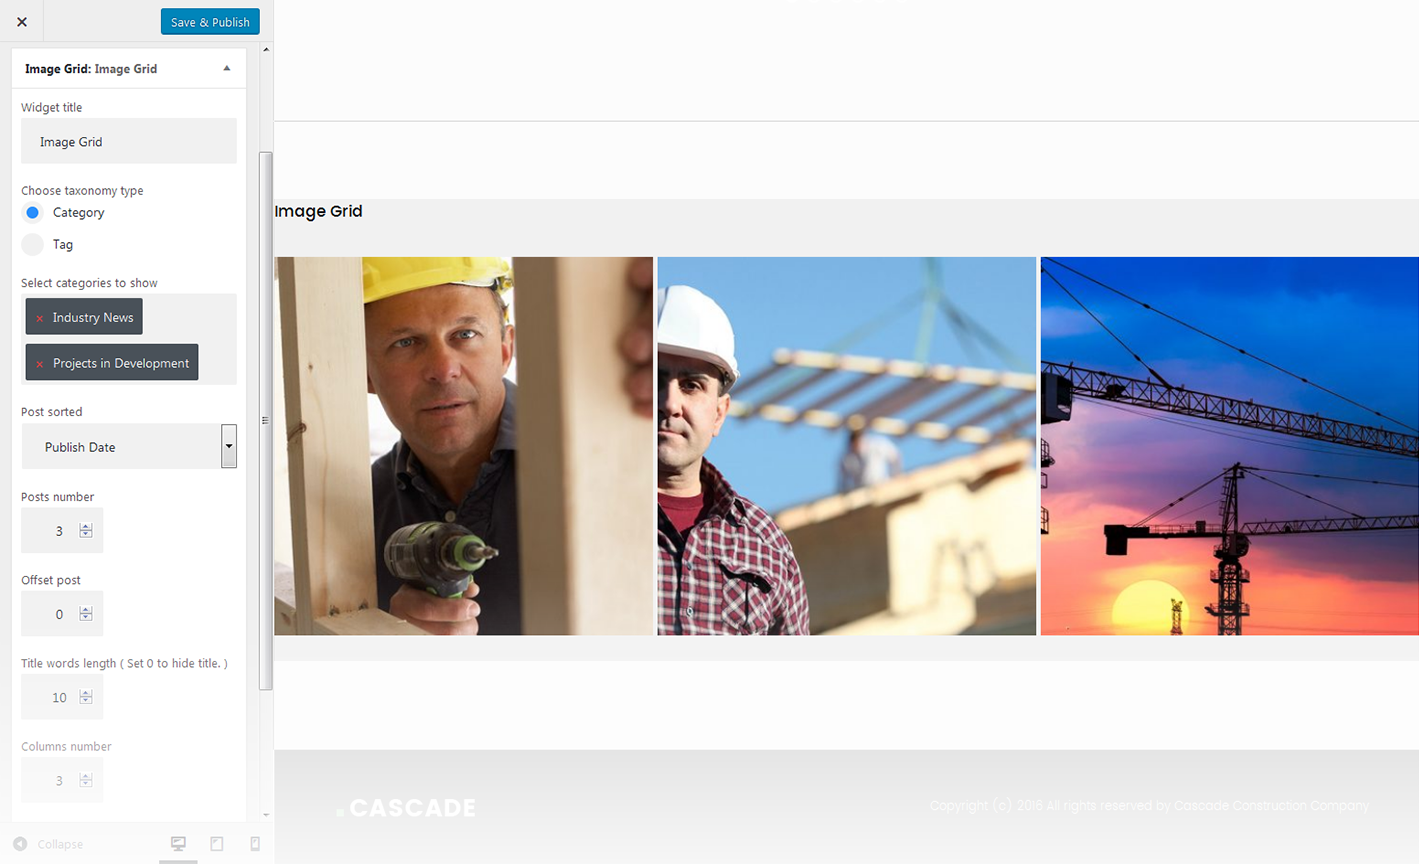 Save & Publish
Image Grid: Image Grid
Widget title
Image Grid
Choose taxonomy type
Category
Tag
Select categories to show
× Industry News
× Projects in Development
Post sorted
Publish Date
Posts number
3
Offset post
0
Title words length ( Set 0 to hide title. )
10
Columns number
3
Collapse
Image Grid
CASCADE
Copyright (c) 2016 All rights reserved by Cascade Construction Company